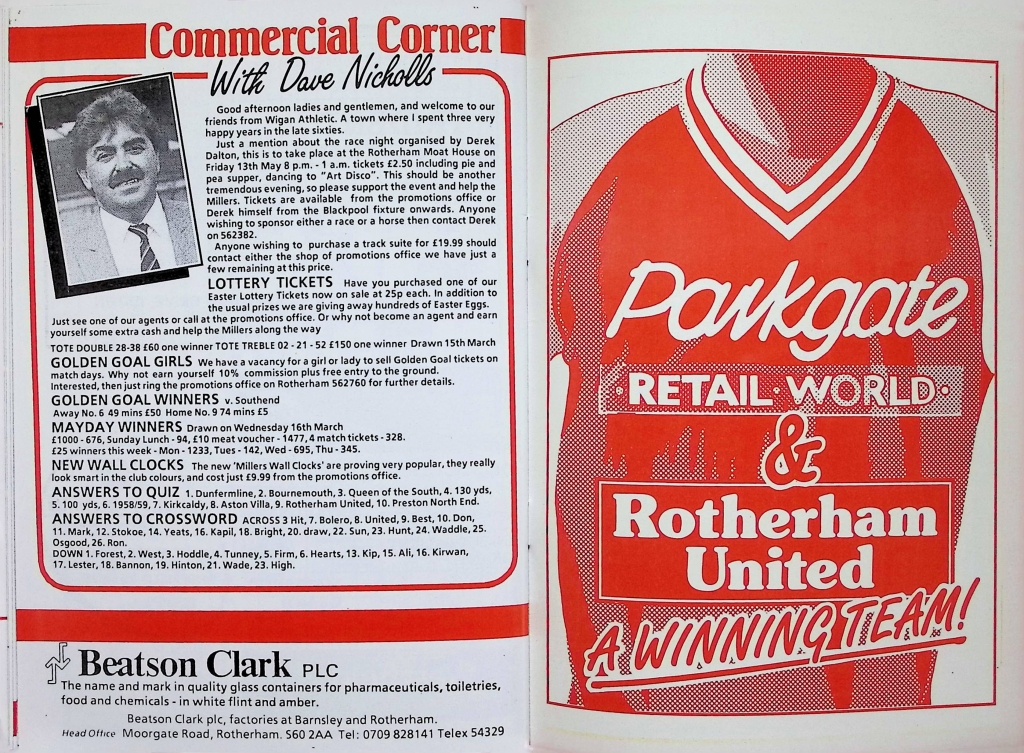 Commercial Corner
With Dave Nicholls
Good afternoon ladies and gentlemen, and welcome to our
friends from Wigan Athletic. A town where I spent three very
happy years in the late sixties.
Just a mention about the race night organised by Derek
Dalton, this is to take place at the Rotherham Moat House on
Friday 13th May 8 p.m. - 1 a.m. tickets £2.50 including pie and
pea supper, dancing to "Art Disco". This should be another
tremendous evening, so please support the event and help the
Millers. Tickets are available from the promotions office or
Derek himself from the Blackpool fixture onwards. Anyone
wishing to sponsor either a race or a horse then contact Derek
on 562382.
Anyone wishing to purchase a track suite for £19.99 should
contact either the shop of promotions office we have just a
few remaining at this price.
LOTTERY TICKETS Have you purchased one of our
Easter Lottery Tickets now on sale at 25p each. In addition to
the usual prizes we are giving away hundreds of Easter Eggs.
Just see one of our agents or call at the promotions office. Or why not become an agent and earn
yourself some extra cash and help the Millers along the way
TOTE DOUBLE 28-38 £60 one winner TOTE TREBLE 02 - 21 - 52 £150 one winner Drawn 15th March
GOLDEN GOAL GIRLS We have a vacancy for a girl or lady to sell Golden Goal tickets on
match days. Why not earn yourself 10% commission plus free entry to the ground.
Interested, then just ring the promotions office on Rotherham 562760 for further details.
GOLDEN GOAL WINNERS v. Southend
Away No. 6 49 mins £50 Home No. 9 74 mins £5
MAYDAY WINNERS Drawn on Wednesday 16th March
£1000 - 676, Sunday Lunch - 94, £10 meat voucher - 1477, 4 match tickets - 328.
£25 winners this week - Mon - 1233, Tues - 142, Wed - 695, Thu - 345.
NEW WALL CLOCKS The new 'Millers Wall Clocks' are proving very popular, they really
look smart in the club colours, and cost just £9.99 from the promotions office.
ANSWERS TO QUIZ 1. Dunfermline, 2. Bournemouth, 3. Queen of the South, 4. 130 yds,
5. 100 yds, 6. 1958/59, 7. Kirkcaldy, 8. Aston Villa, 9. Rotherham United, 10. Preston North End.
ANSWERS TO CROSSWORD ACROSS 3 Hit, 7. Bolero, 8. United, 9. Best, 10. Don,
11. Mark, 12. Stokoe, 14. Yeats, 16. Kapil, 18. Bright, 20. draw, 22. Sun, 23. Hunt, 24. Waddle, 25.
Osgood, 26. Ron.
DOWN 1. Forest, 2. West, 3. Hoddle, 4. Tunney, 5. Firm, 6. Hearts, 13. Kip, 15. Ali, 16. Kirwan,
17. Lester, 18. Bannon, 19. Hinton, 21. Wade, 23. High.
Beatson Clark PLC
The name and mark in quality glass containers for pharmaceuticals, toiletries,
food and chemicals - in white flint and amber.
Beatson Clark plc, factories at Barnsley and Rotherham.
Head Office Moorgate Road, Rotherham. S60 2AA Tel: 0709 828141 Telex 54329
Parkgate
·RETAIL·WORLD·
&
Rotherham
United
A WINNING TEAM!